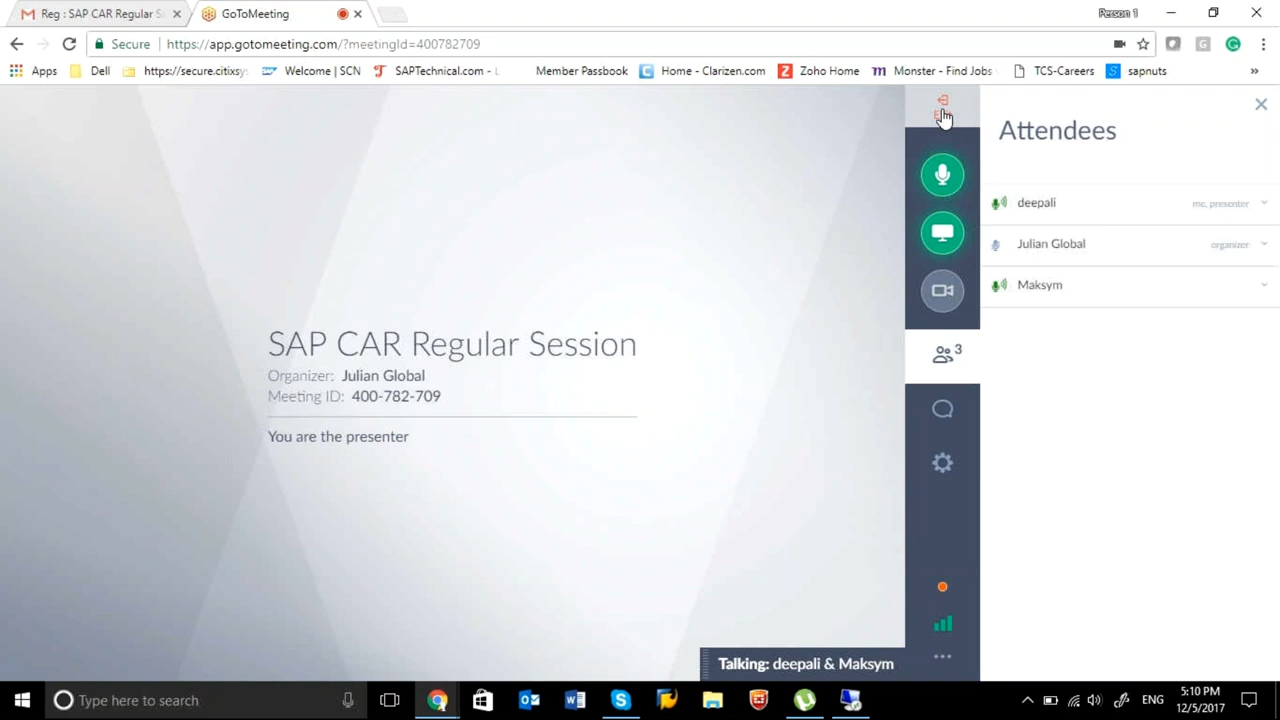 Reg : SAP CAR Regular S
GoToMeeting
Person 1
Secure
https://app.gotomeeting.com/?meetingId=400782709
Apps
Dell
https://secure.citixsy
Welcome | SCN
SAPTechnical.com - L
Member Passbook
Home - Clarizen.com
Zoho Home
Monster - Find Jobs
TCS-Careers
sapnuts
Attendees
deepali
me, presenter
Julian Global
organizer
Maksym
3
SAP CAR Regular Session
Organizer: Julian Global
Meeting ID: 400-782-709
You are the presenter
Talking: deepali & Maksym
Type here to search
ENG
5:10 PM
12/5/2017